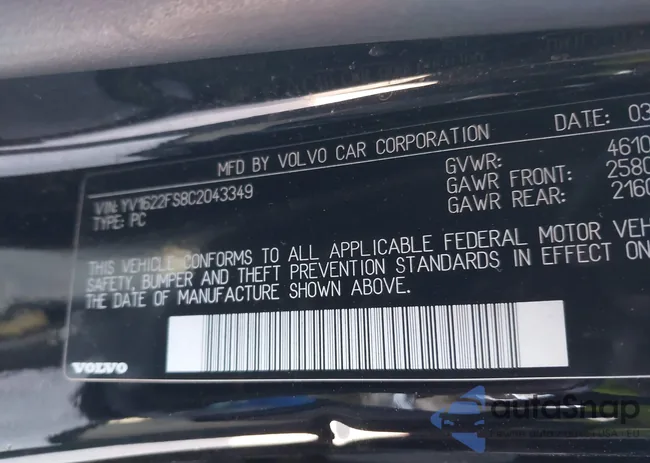 MFD BY VOLVO CAR CORPORATION DATE: 03
VIN: YV1622FS8C2043349
TYPE: PC
GVWR: 4610
GAWR FRONT: 2580
GAWR REAR: 2160
THIS VEHICLE CONFORMS TO ALL APPLICABLE FEDERAL MOTOR VEH
SAFETY, BUMPER AND THEFT PREVENTION STANDARDS IN EFFECT ON
THE DATE OF MANUFACTURE SHOWN ABOVE.
VOLVO
autoSnap